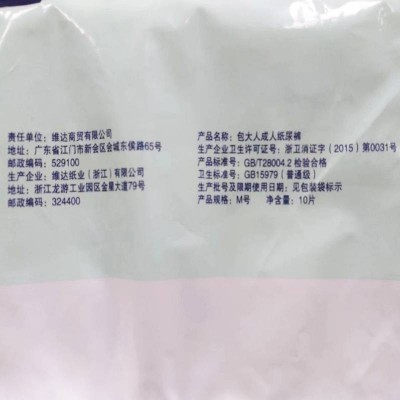 责任单位：维达商贸有限公司
地址：广东省江门市新会区会城东侯路65号
邮政编码：529100
生产企业：维达纸业（浙江）有限公司
地址：浙江龙游工业园区金星大道79号
邮政编码：324400
产品名称：包大人成人纸尿裤
生产企业卫生许可证号：浙卫消证字（2015）第0031号
产品标准号：GB/T28004.2 检验合格
卫生标准号：GB15979（普通级）
生产批号及限期使用日期：见包装袋标示
产品规格：M号 净含量：10片